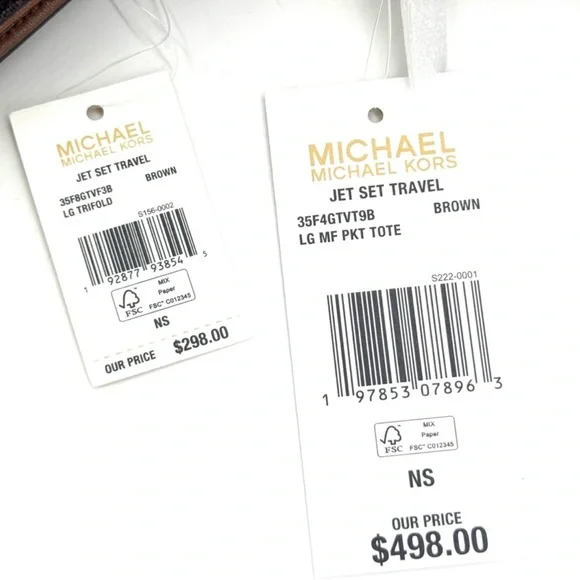 MICHAEL
MICHAEL KORS
JET SET TRAVEL
35F8GTVF3B BROWN
LG TRIFOLD
S156-0002
1 92877 93854 5
MIX
Paper
FSC FSC™ C012345
NS
OUR PRICE $298.00
MICHAEL
MICHAEL KORS
JET SET TRAVEL
35F4GTVT9B BROWN
LG MF PKT TOTE
S222-0001
1 97853 07896 3
MIX
Paper
FSC FSC™ C012345
NS
OUR PRICE
$498.00